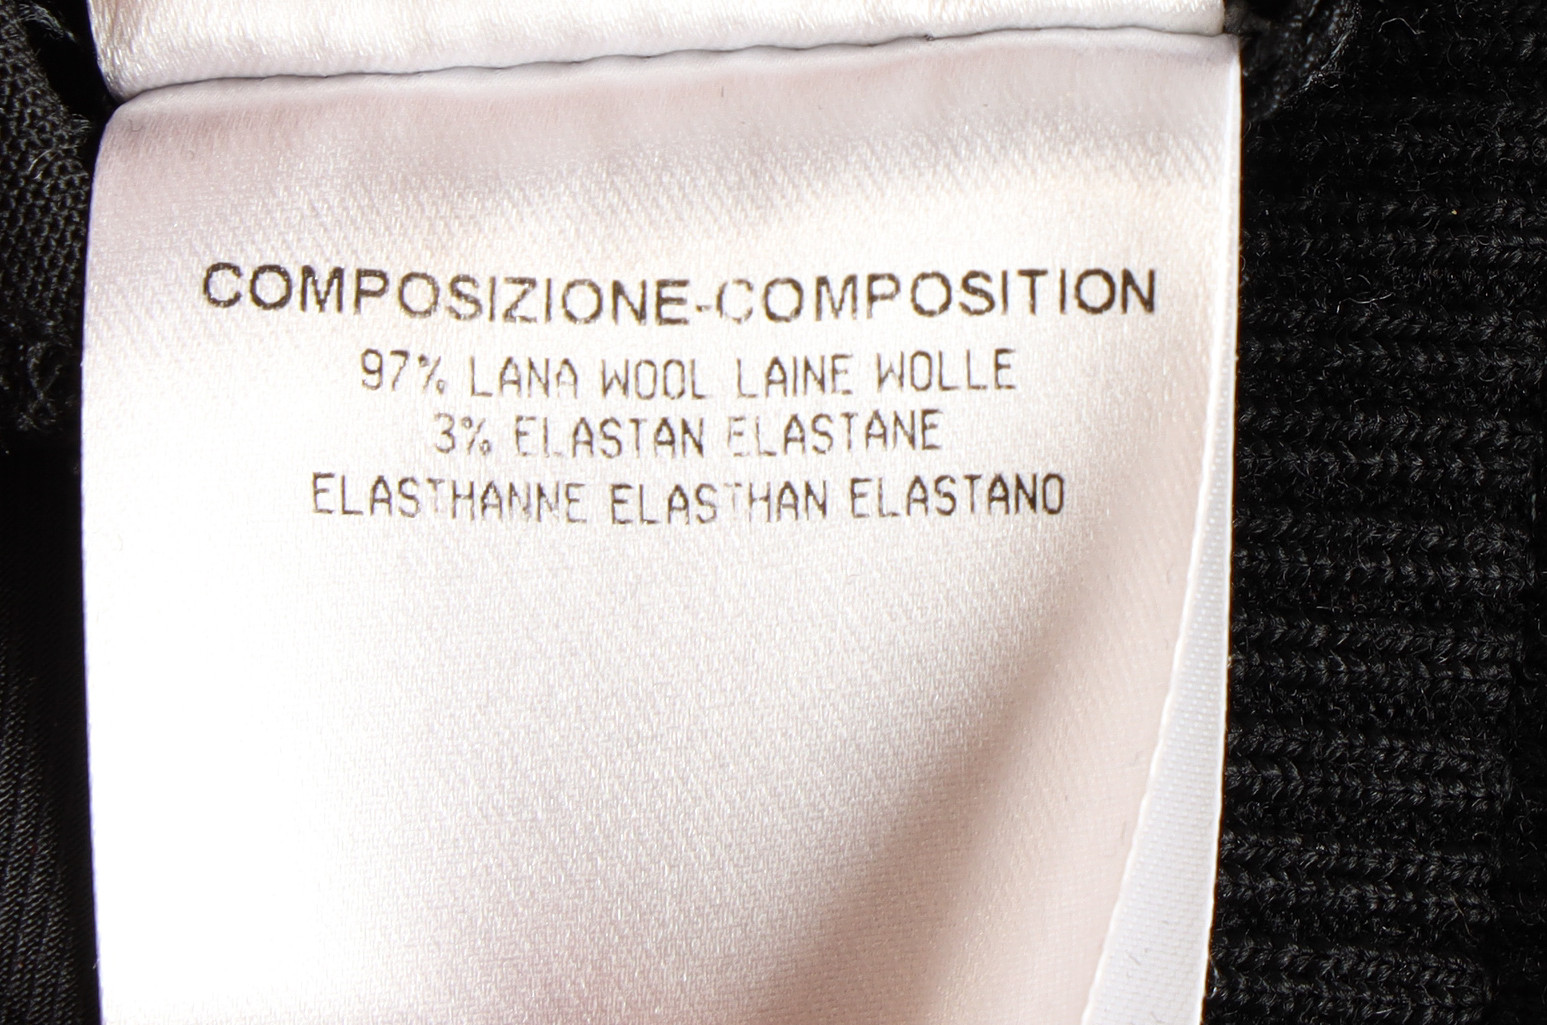 COMPOSIZIONE-COMPOSITION
97% LANA WOOL LAINE WOLLE
3% ELASTAN ELASTANE
ELASTHANNE ELASTHAN ELASTANO